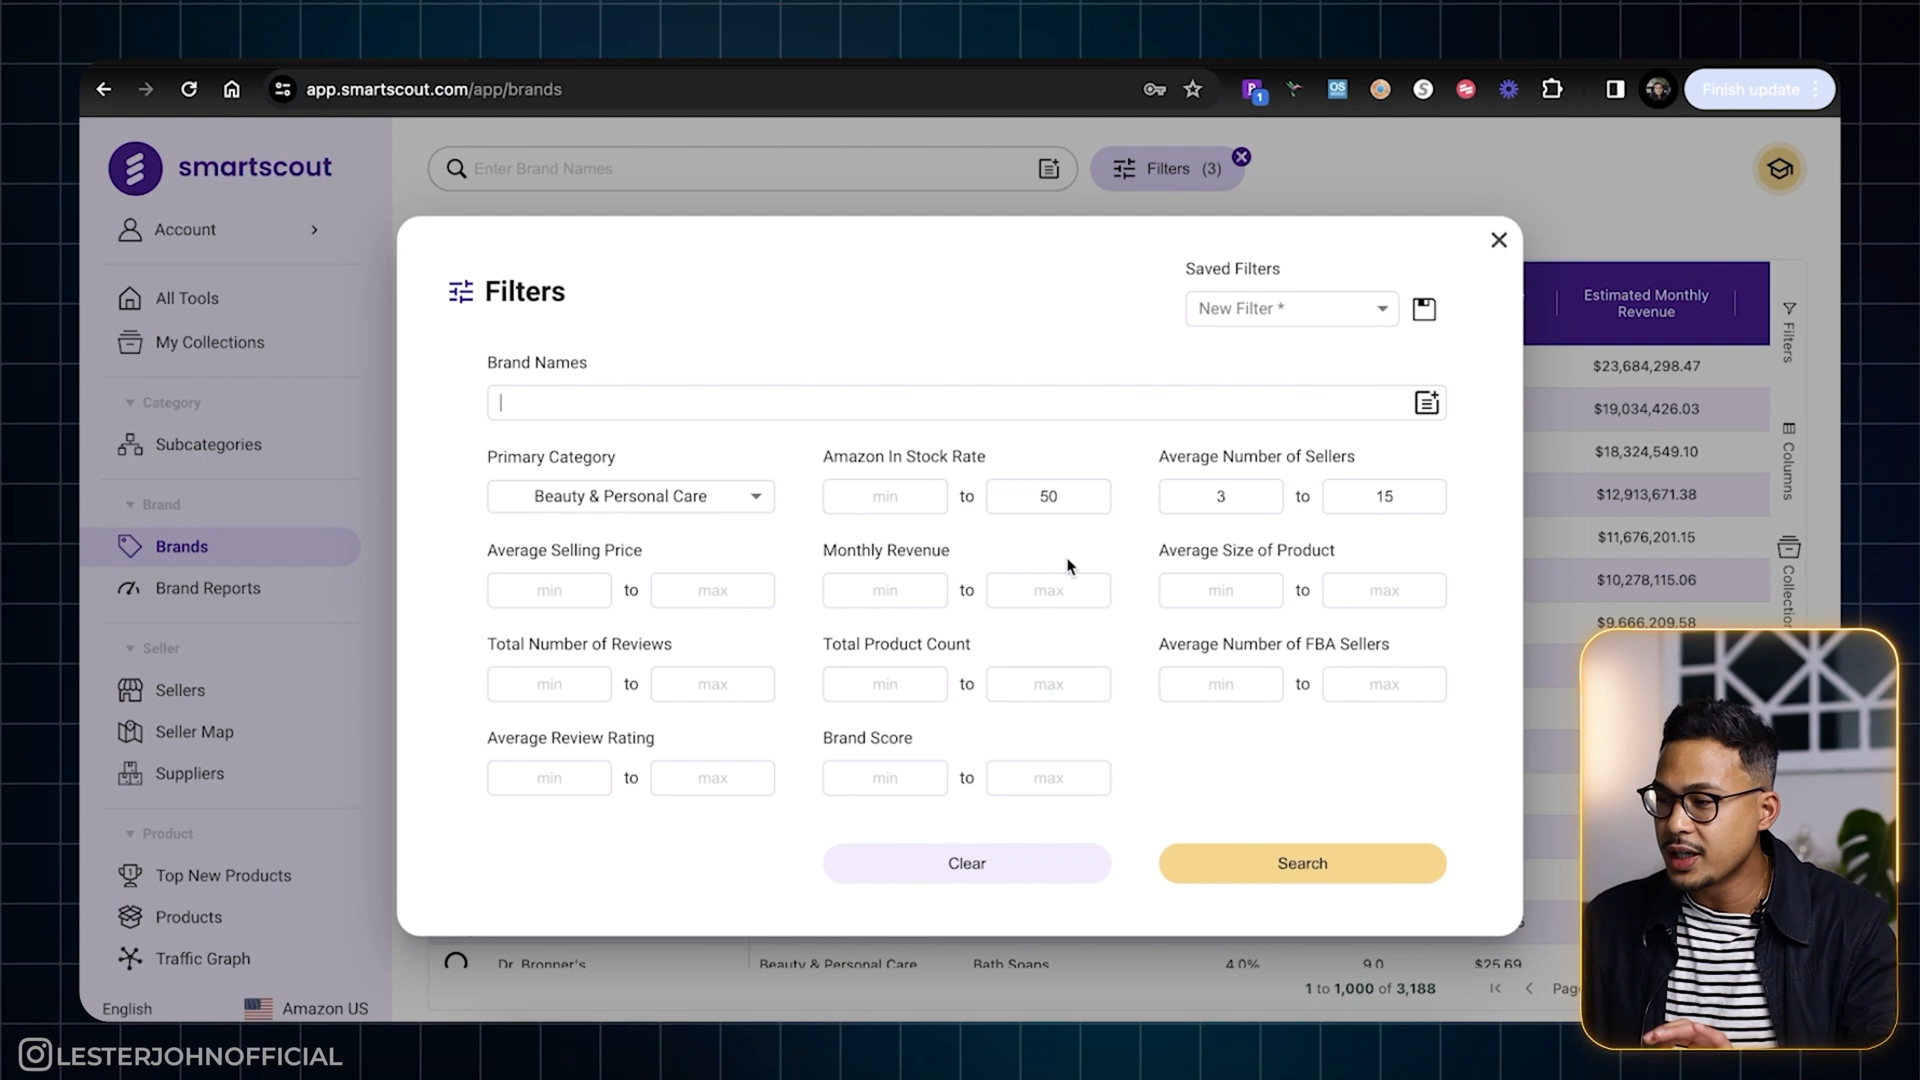 app.smartscout.com/app/brands
OS
S
1
Finish update
smartscout
Enter Brand Names
Filters (3)
Account
All Tools
My Collections
Category
Subcategories
Brand
Brands
Brand Reports
Seller
Sellers
Seller Map
Suppliers
Product
Top New Products
Products
Traffic Graph
English
Amazon US
Filters
Saved Filters
New Filter *
Brand Names
Primary Category
Amazon In Stock Rate
Average Number of Sellers
Beauty & Personal Care
min to 50
3 to 15
Average Selling Price
Monthly Revenue
Average Size of Product
min to max
min to max
min to max
Total Number of Reviews
Total Product Count
Average Number of FBA Sellers
min to max
min to max
min to max
Average Review Rating
Brand Score
min to max
min to max
Clear
Search
Estimated Monthly
Revenue
$23,684,298.47
$19,034,426.03
$18,324,549.10
$12,913,671.38
$11,676,201.15
$10,278,115.06
$9,666,209.58
Filters
Columns
Dr. Bronner's
Beauty & Personal Care
Bath Soaps
4.0%
9.0
$25.69
1 to 1,000 of 3,188
LESTERJOHNOFFICIAL